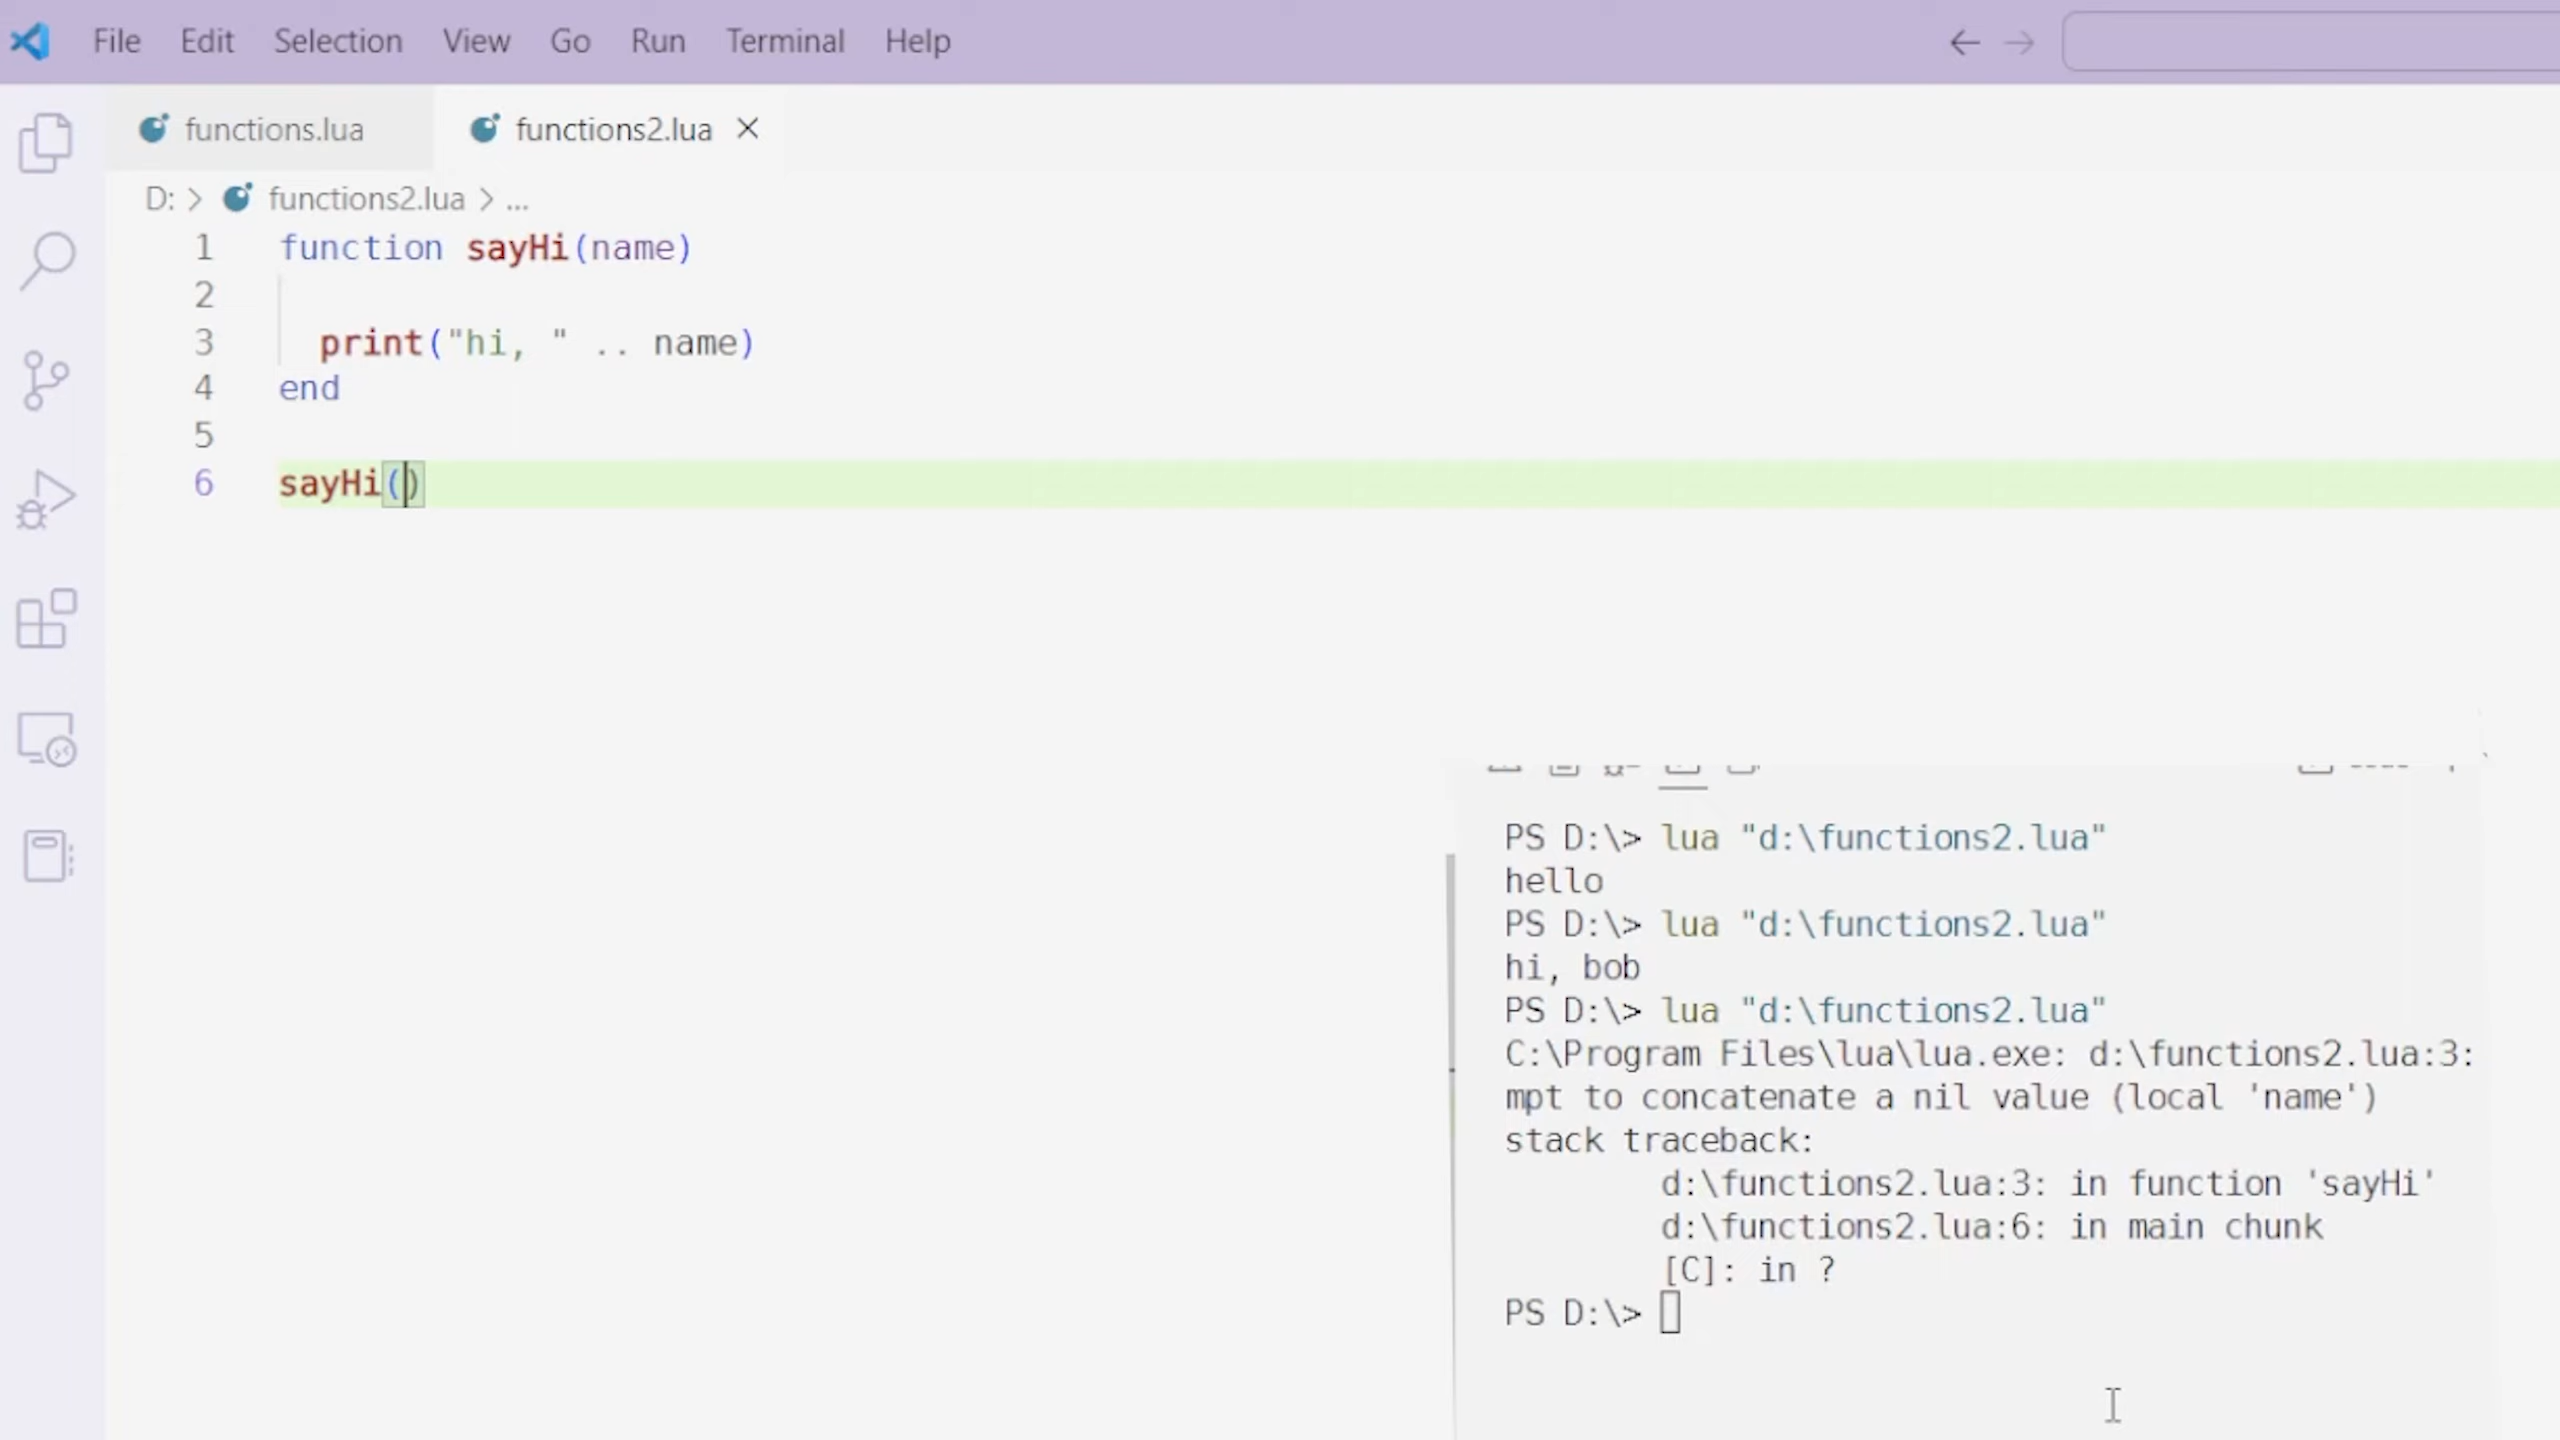 File Edit Selection View Go Run Terminal Help
functions.lua functions2.lua
D: > functions2.lua > ...
1 function sayHi(name)
2
3 print("hi, " .. name)
4 end
5
6 sayHi()
PS D:\> lua "d:\functions2.lua"
hello
PS D:\> lua "d:\functions2.lua"
hi, bob
PS D:\> lua "d:\functions2.lua"
C:\Program Files\lua\lua.exe: d:\functions2.lua:3:
mpt to concatenate a nil value (local 'name')
stack traceback:
d:\functions2.lua:3: in function 'sayHi'
d:\functions2.lua:6: in main chunk
[C]: in ?
PS D:\>